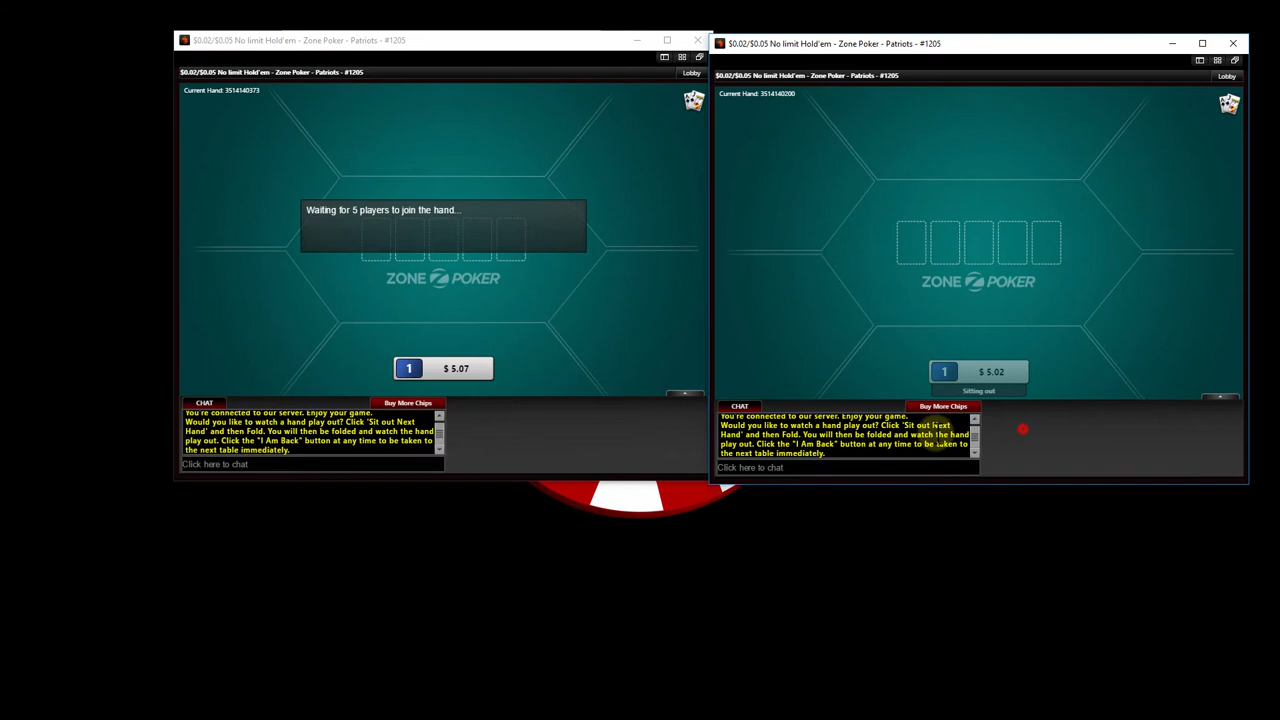 $0.02/$0.05 No limit Hold'em - Zone Poker - Patriots - #1205
$0.02/$0.05 No limit Hold'em - Zone Poker - Patriots - #1205
Lobby
Current Hand: 3514140373
Waiting for 5 players to join the hand...
ZONE POKER
1 $ 5.07
CHAT
Buy More Chips
You're connected to our server. Enjoy your game.
Would you like to watch a hand play out? Click 'Sit out Next
Hand' and then Fold. You will then be folded and watch the hand
play out. Click the "I Am Back" button at any time to be taken to
the next table immediately.
Click here to chat
$0.02/$0.05 No limit Hold'em - Zone Poker - Patriots - #1205
$0.02/$0.05 No limit Hold'em - Zone Poker - Patriots - #1205
Lobby
Current Hand: 3514140200
ZONE POKER
1 $ 5.02
Sitting out
CHAT
Buy More Chips
You're connected to our server. Enjoy your game.
Would you like to watch a hand play out? Click 'Sit out Next
Hand' and then Fold. You will then be folded and watch the hand
play out. Click the "I Am Back" button at any time to be taken to
the next table immediately.
Click here to chat